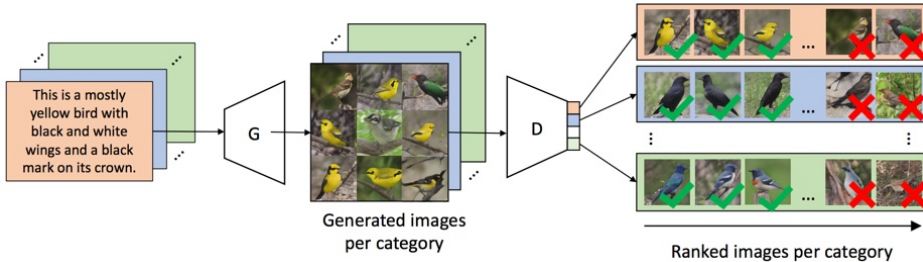 This is a mostly
yellow bird with
black and white
wings and a black
mark on its crown.
G
Generated images
per category
D
...
...
Ranked images per category